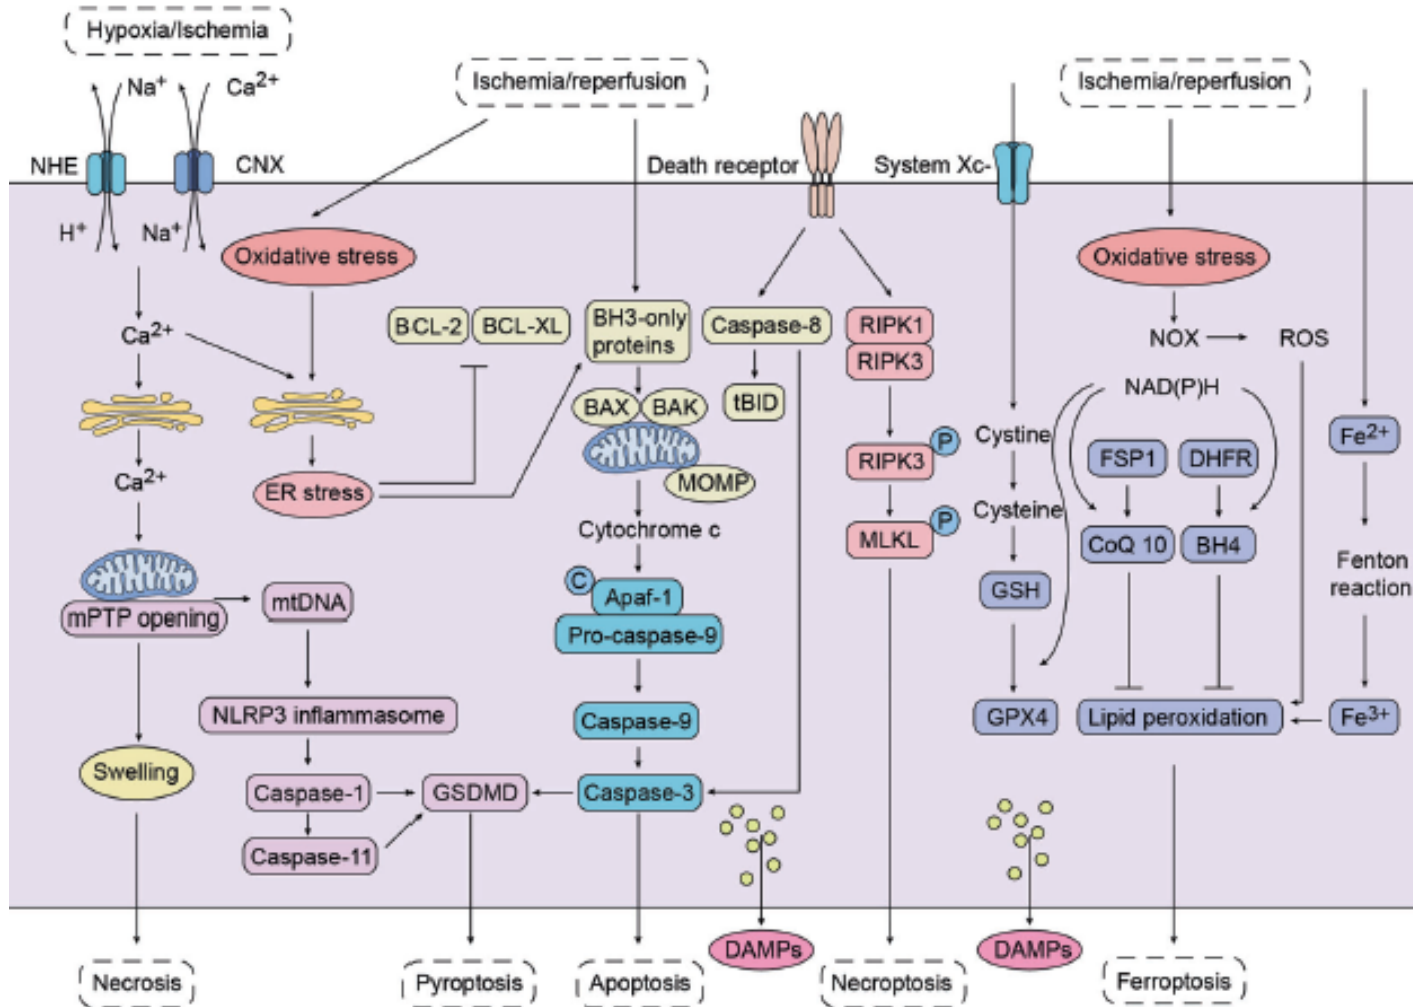 Hypoxia/Ischemia
Na⁺
Ca²⁺
Ischemia/reperfusion
Ischemia/reperfusion
NHE
CNX
Death receptor
System Xc-
H⁺
Na⁺
Oxidative stress
Oxidative stress
Ca²⁺
BCL-2
BCL-XL
BH3-only
proteins
Caspase-8
RIPK1
RIPK3
NOX
ROS
tBID
NAD(P)H
BAX
BAK
Cystine
FSP1
DHFR
Fe²⁺
Ca²⁺
ER stress
MOMP
RIPK3
P
Cysteine
Cytochrome c
MLKL
P
CoQ 10
BH4
mPTP opening
mtDNA
C
Apaf-1
Pro-caspase-9
GSH
Fenton
reaction
NLRP3 inflammasome
Caspase-9
GPX4
Lipid peroxidation
Fe³⁺
Swelling
Caspase-1
GSDMD
Caspase-3
Caspase-11
DAMPs
DAMPs
Necrosis
Pyroptosis
Apoptosis
Necroptosis
Ferroptosis